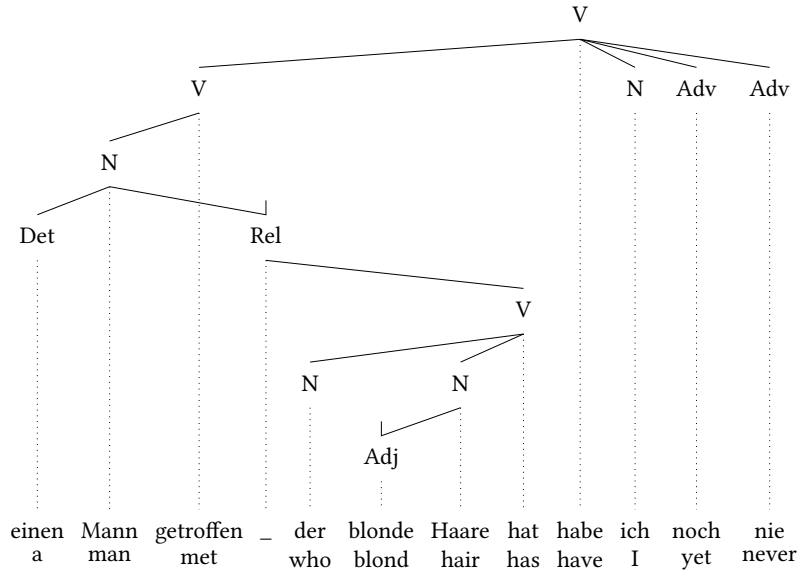 V
V N Adv Adv
N
Det Rel
V
N N
Adj
einen Mann getroffen _ der blonde Haare hat habe ich noch nie
a man met who blond hair has have I yet never